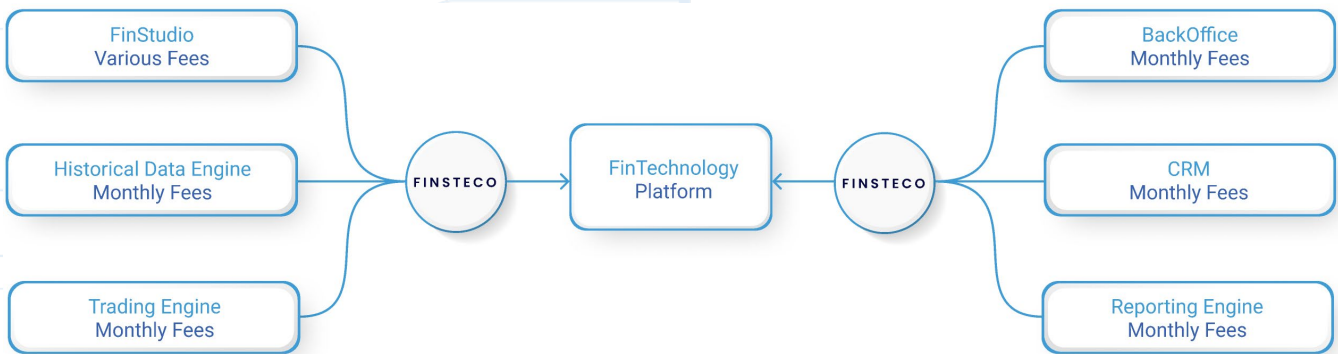 FinStudio
Various Fees
Historical Data Engine
Monthly Fees
Trading Engine
Monthly Fees
FINSTECO
FinTechnology
Platform
FINSTECO
BackOffice
Monthly Fees
CRM
Monthly Fees
Reporting Engine
Monthly Fees